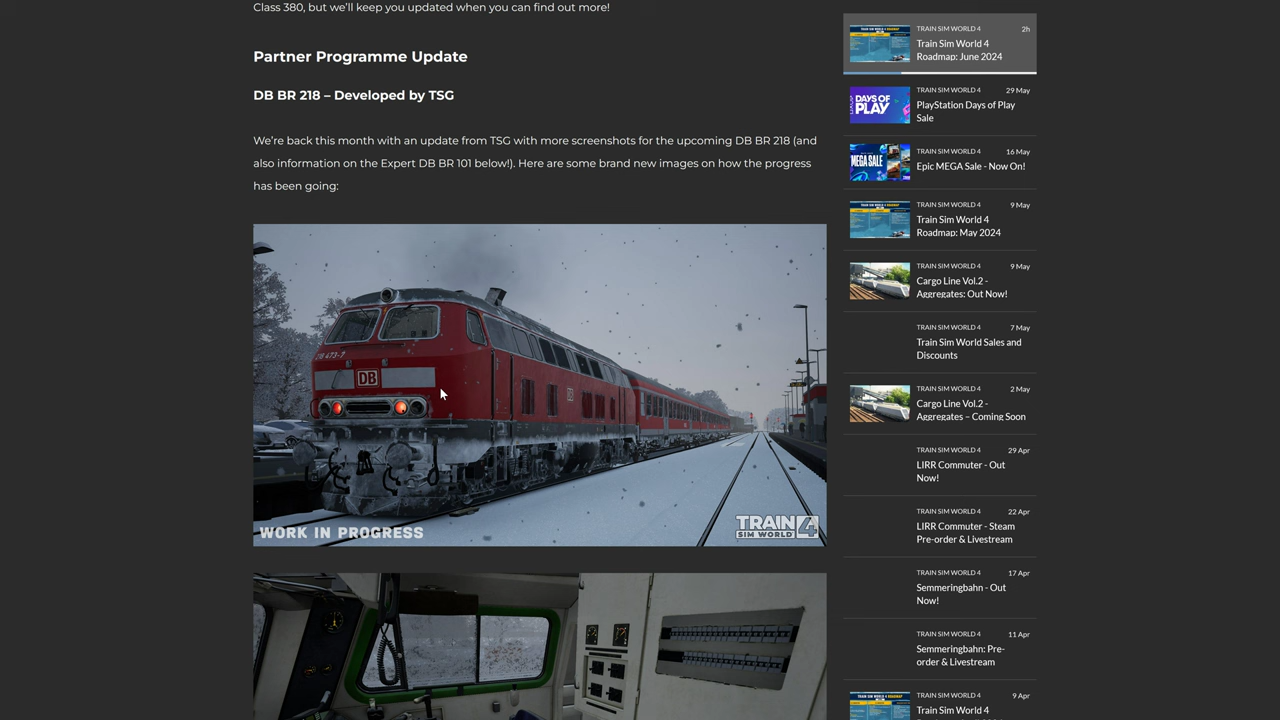 Class 380, but we'll keep you updated when you can find out more!
Partner Programme Update
DB BR 218 – Developed by TSG
We're back this month with an update from TSG with more screenshots for the upcoming DB BR 218 (and
also information on the Expert DB BR 101 below!). Here are some brand new images on how the progress
has been going:
DB
WORK IN PROGRESS
TRAIN
SIM WORLD 4
TRAIN SIM WORLD 4 2h
Train Sim World 4
Roadmap: June 2024
DAYS OF
PLAY
TRAIN SIM WORLD 4 29 May
PlayStation Days of Play
Sale
MEGA SALE
TRAIN SIM WORLD 4 16 May
Epic MEGA Sale - Now On!
TRAIN SIM WORLD 4 9 May
Train Sim World 4
Roadmap: May 2024
TRAIN SIM WORLD 4 9 May
Cargo Line Vol.2 -
Aggregates: Out Now!
TRAIN SIM WORLD 4 7 May
Train Sim World Sales and
Discounts
TRAIN SIM WORLD 4 2 May
Cargo Line Vol.2 -
Aggregates – Coming Soon
TRAIN SIM WORLD 4 29 Apr
LIRR Commuter - Out
Now!
TRAIN SIM WORLD 4 22 Apr
LIRR Commuter - Steam
Pre-order & Livestream
TRAIN SIM WORLD 4 17 Apr
Semmeringbahn - Out
Now!
TRAIN SIM WORLD 4 11 Apr
Semmeringbahn: Pre-
order & Livestream
TRAIN SIM WORLD 4 9 Apr
Train Sim World 4